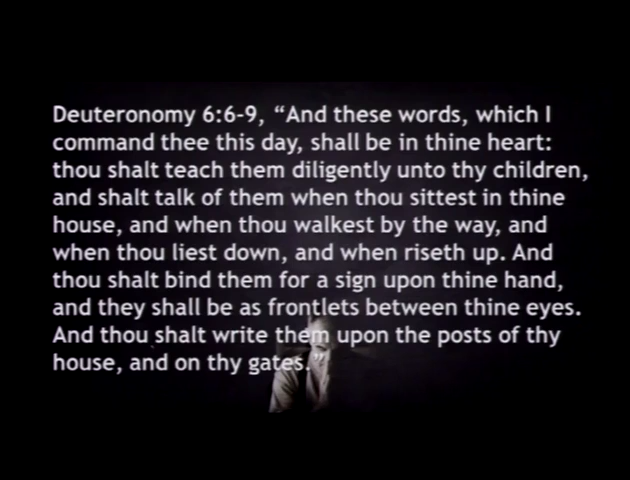 Deuteronomy 6:6-9, “And these words, which I
command thee this day, shall be in thine heart:
thou shalt teach them diligently unto thy children,
and shalt talk of them when thou sittest in thine
house, and when thou walkest by the way, and
when thou liest down, and when riseth up. And
thou shalt bind them for a sign upon thine hand,
and they shall be as frontlets between thine eyes.
And thou shalt write them upon the posts of thy
house, and on thy gates.”